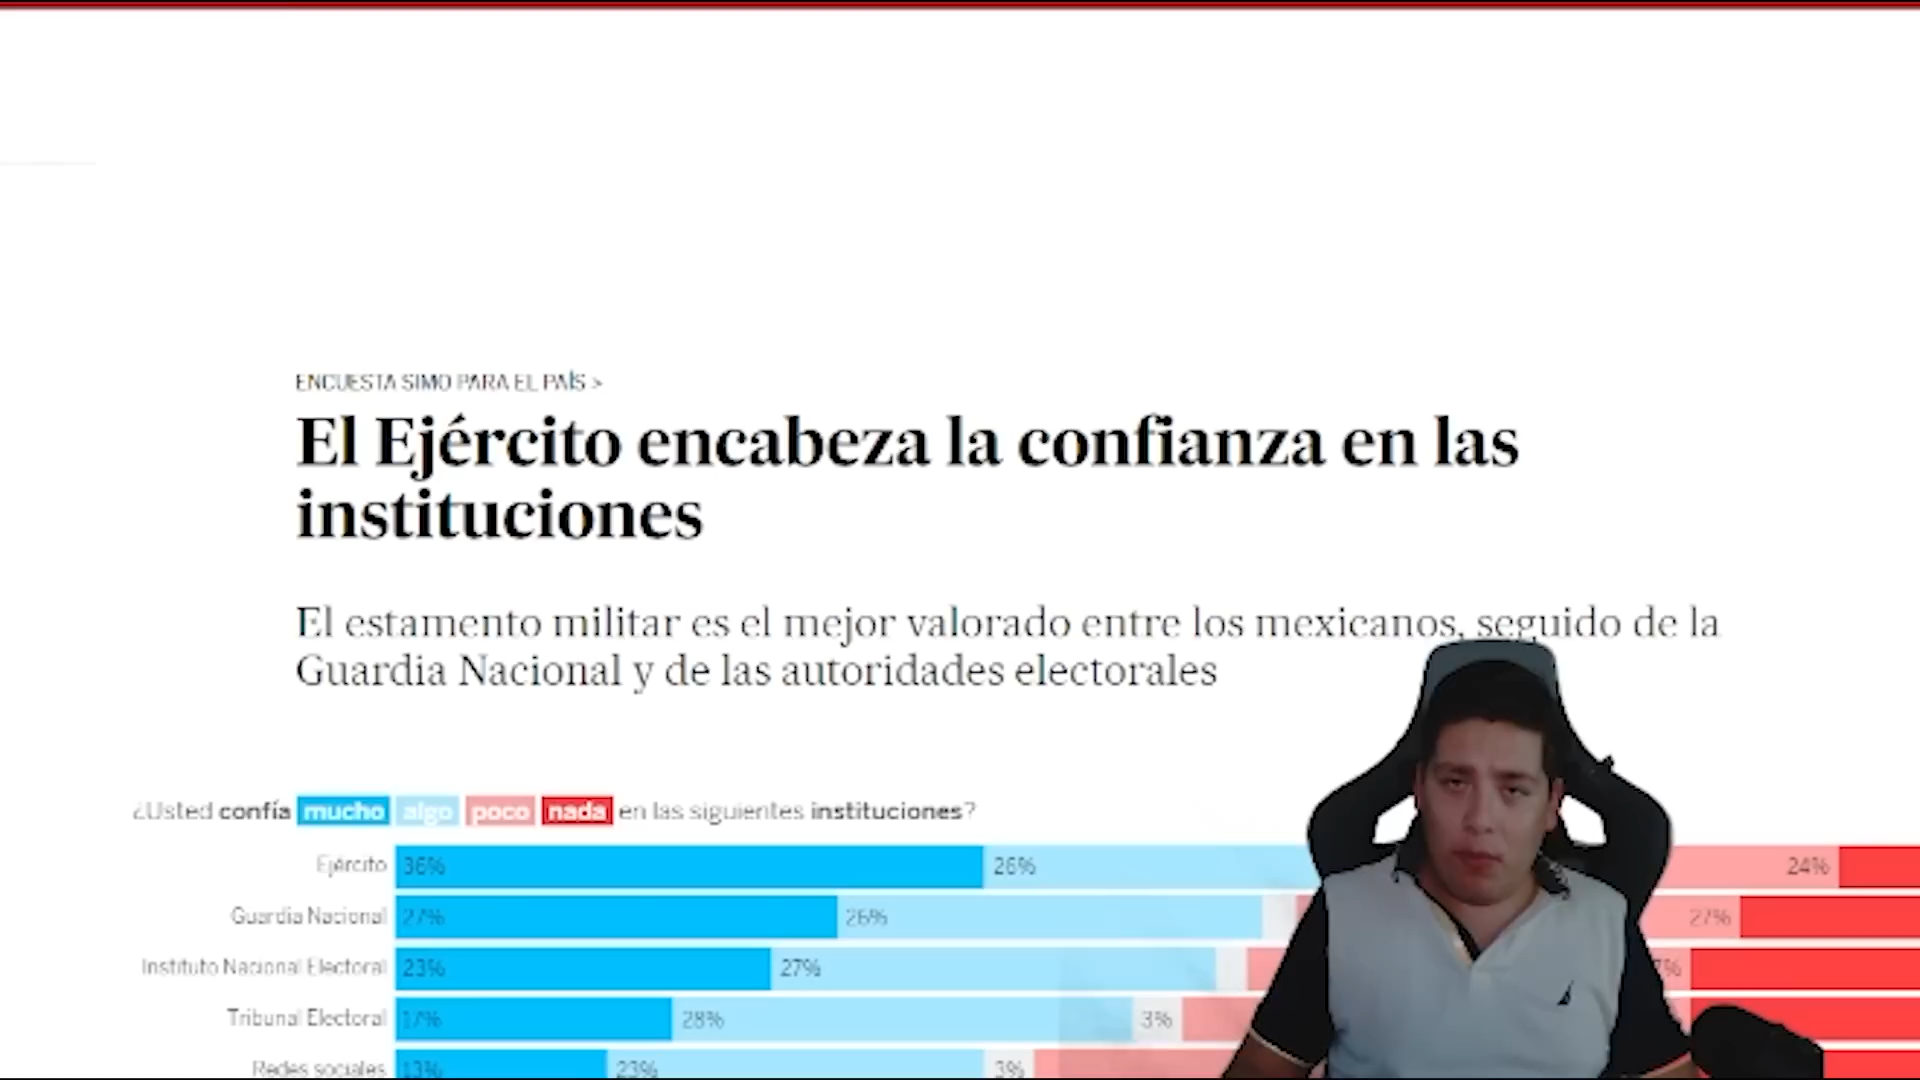 ENCUESTA SIMO PARA EL PAÍS >
El Ejército encabeza la confianza en las
instituciones
El estamento militar es el mejor valorado entre los mexicanos, seguido de la
Guardia Nacional y de las autoridades electorales
¿Usted confía mucho algo poco nada en las siguientes instituciones?
Ejército 36% 26% 24%
Guardia Nacional 27% 26% 27%
Instituto Nacional Electoral 23% 27%
Tribunal Electoral 17% 28% 3%
Redes sociales 13% 23% 3%